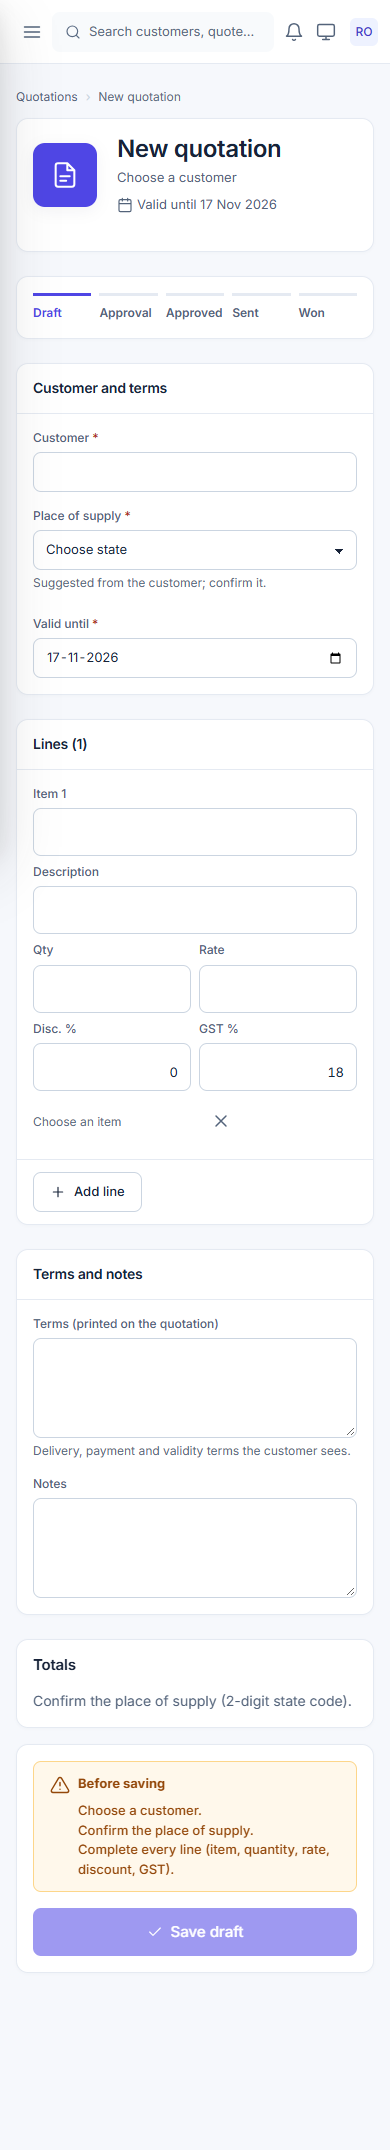 Search customers, quote...
RO
Quotations › New quotation
New quotation
Choose a customer
Valid until 17 Nov 2026
Draft Approval Approved Sent Won
Customer and terms
Customer *
Place of supply *
Choose state
Suggested from the customer; confirm it.
Valid until *
17-11-2026
Lines (1)
Item 1
Description
Qty Rate
Disc. % GST %
0 18
Choose an item
Add line
Terms and notes
Terms (printed on the quotation)
Delivery, payment and validity terms the customer sees.
Notes
Totals
Confirm the place of supply (2-digit state code).
Before saving
Choose a customer.
Confirm the place of supply.
Complete every line (item, quantity, rate,
discount, GST).
Save draft